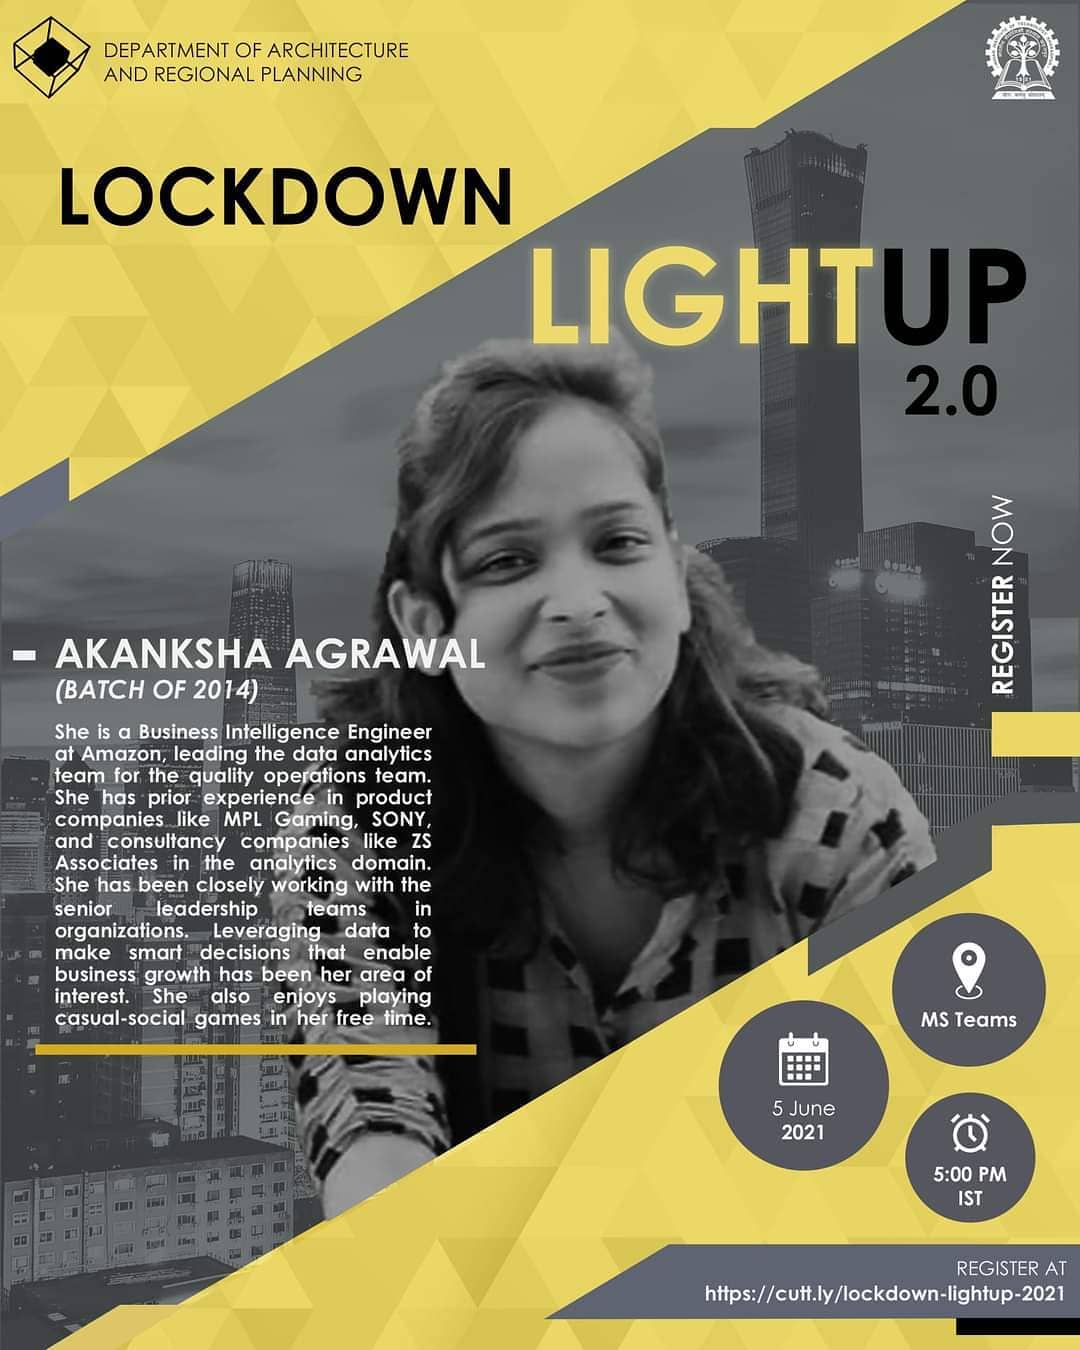 DEPARTMENT OF ARCHITECTURE
AND REGIONAL PLANNING
LOCKDOWN
LIGHTUP
2.0
REGISTER NOW
AKANKSHA AGRAWAL
(BATCH OF 2014)
She is a Business Intelligence Engineer
at Amazon, leading the data analytics
team for the quality operations team.
She has prior experience in product
companies like MPL Gaming, SONY,
and consultancy companies like ZS
Associates in the analytics domain.
She has been closely working with the
senior leadership teams in
organizations. Leveraging data to
make smart decisions that enable
business growth has been her area of
interest. She also enjoys playing
casual-social games in her free time.
MS Teams
5 June
2021
5:00 PM
IST
REGISTER AT
https://cutt.ly/lockdown-lightup-2021